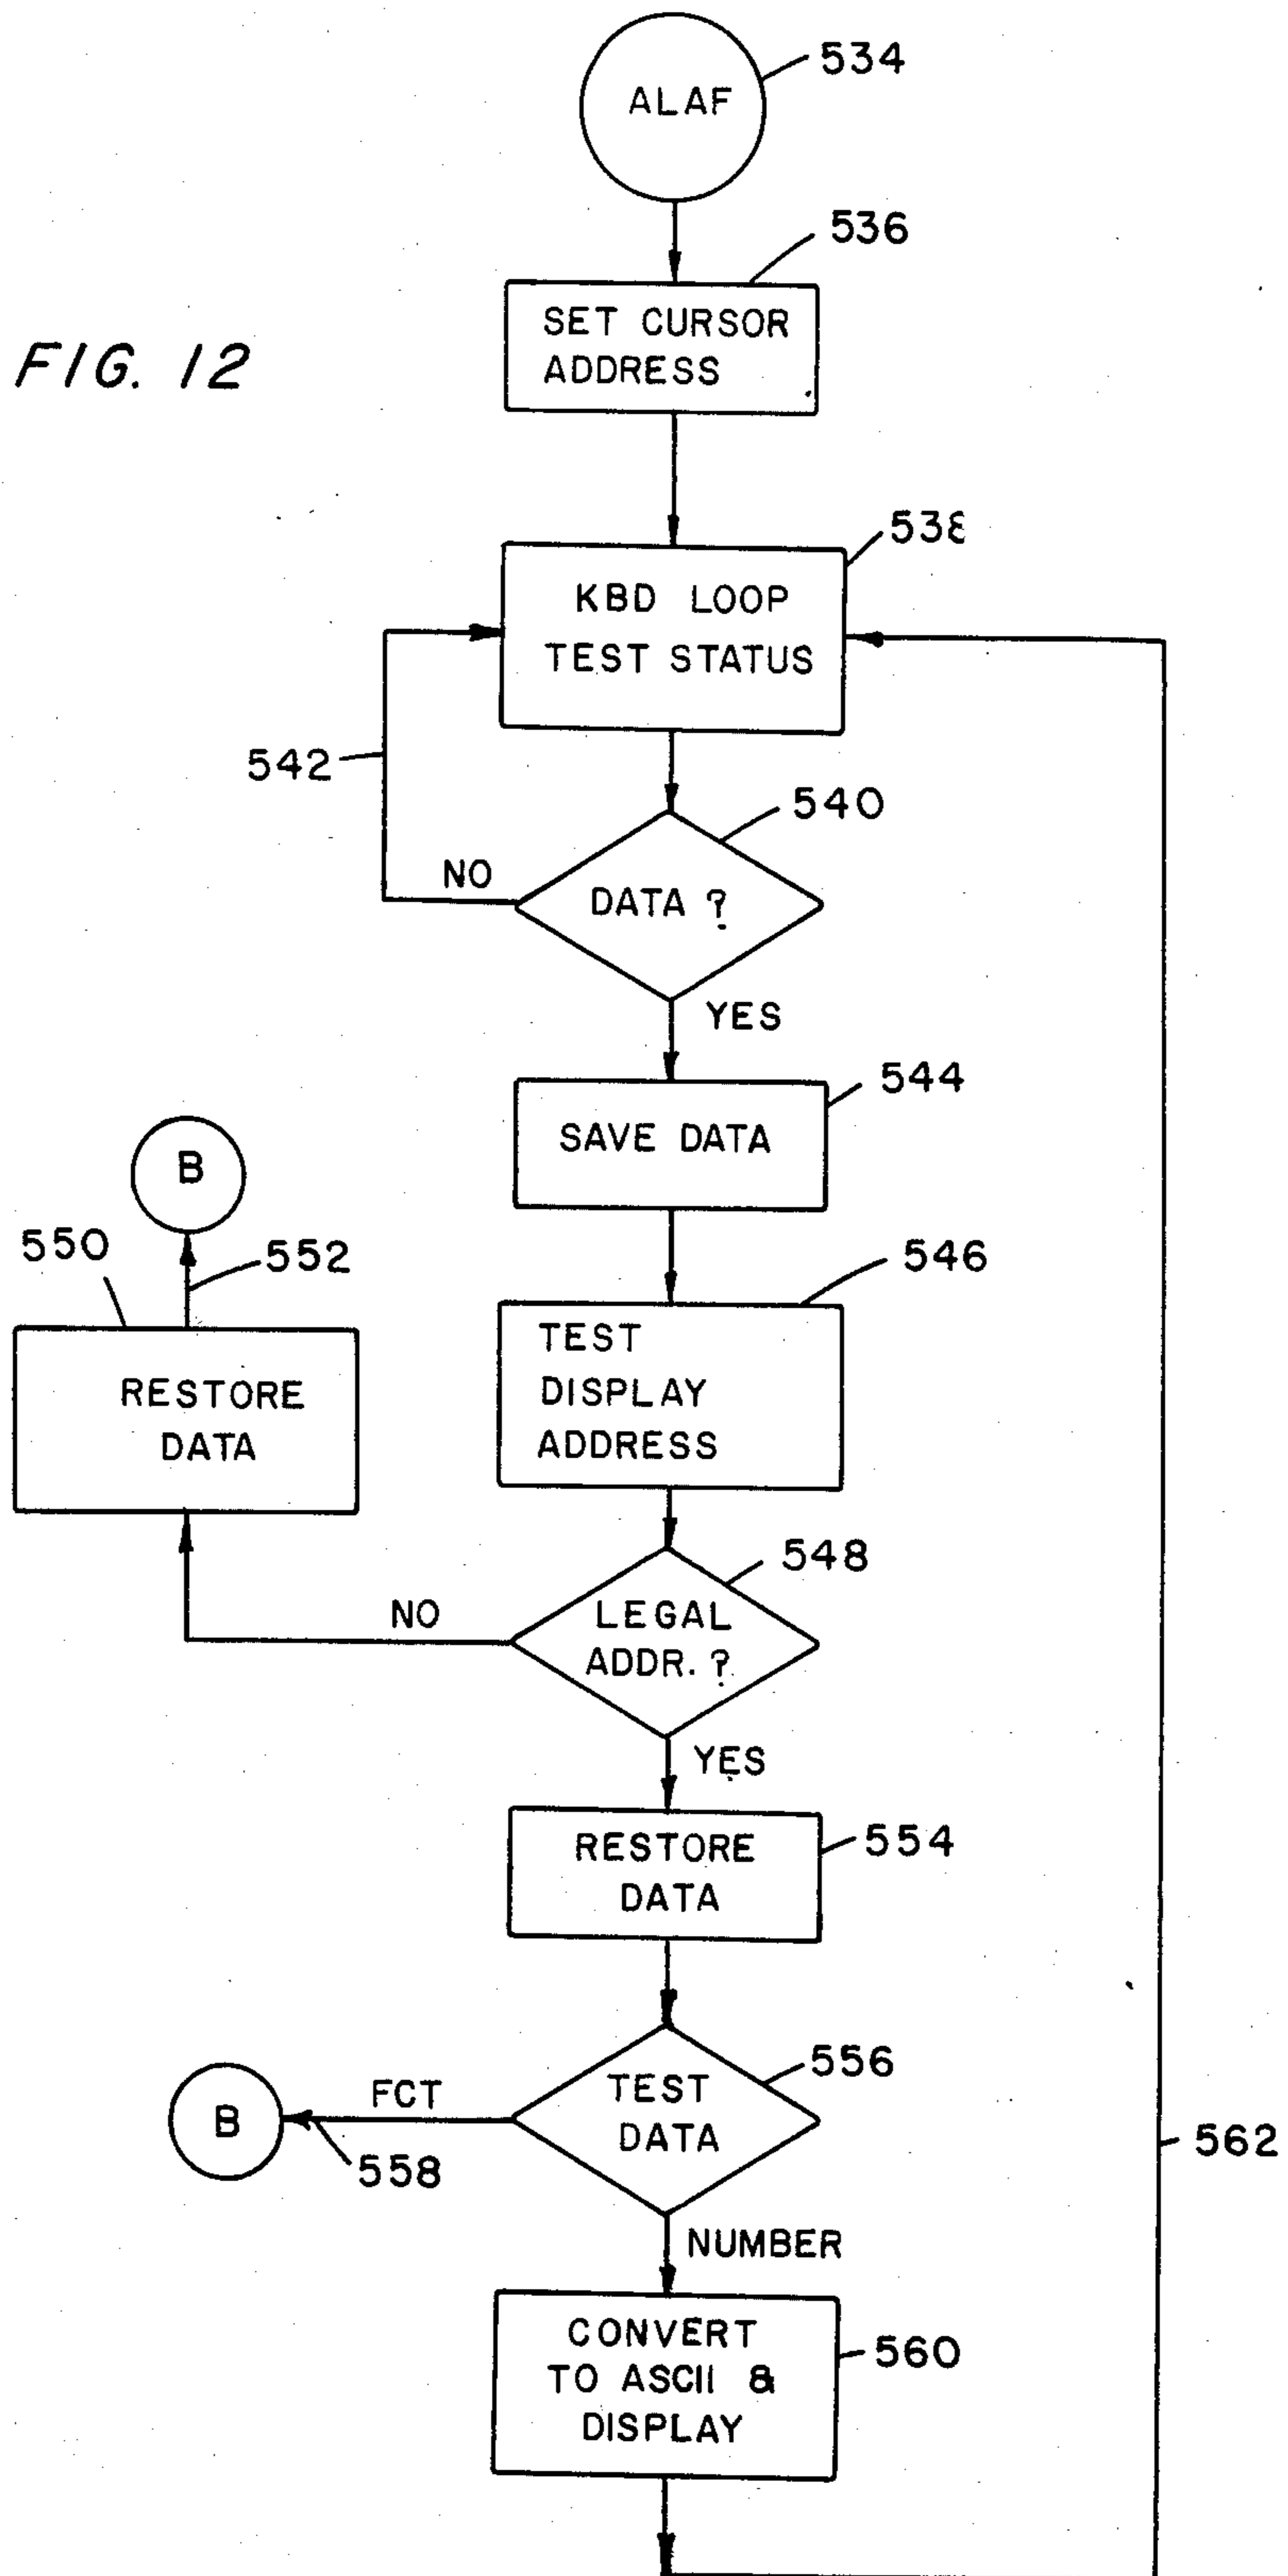 ALAF
534
536
SET CURSOR
ADDRESS
FIG. 12
538
KBD LOOP
TEST STATUS
542
540
NO
DATA ?
YES
544
SAVE DATA
B
550
552
546
TEST
DISPLAY
ADDRESS
RESTORE
DATA
548
NO
LEGAL
ADDR. ?
YES
RESTORE
DATA
554
556
FCT
TEST
DATA
B
558
562
NUMBER
CONVERT
TO ASCII &
DISPLAY
560